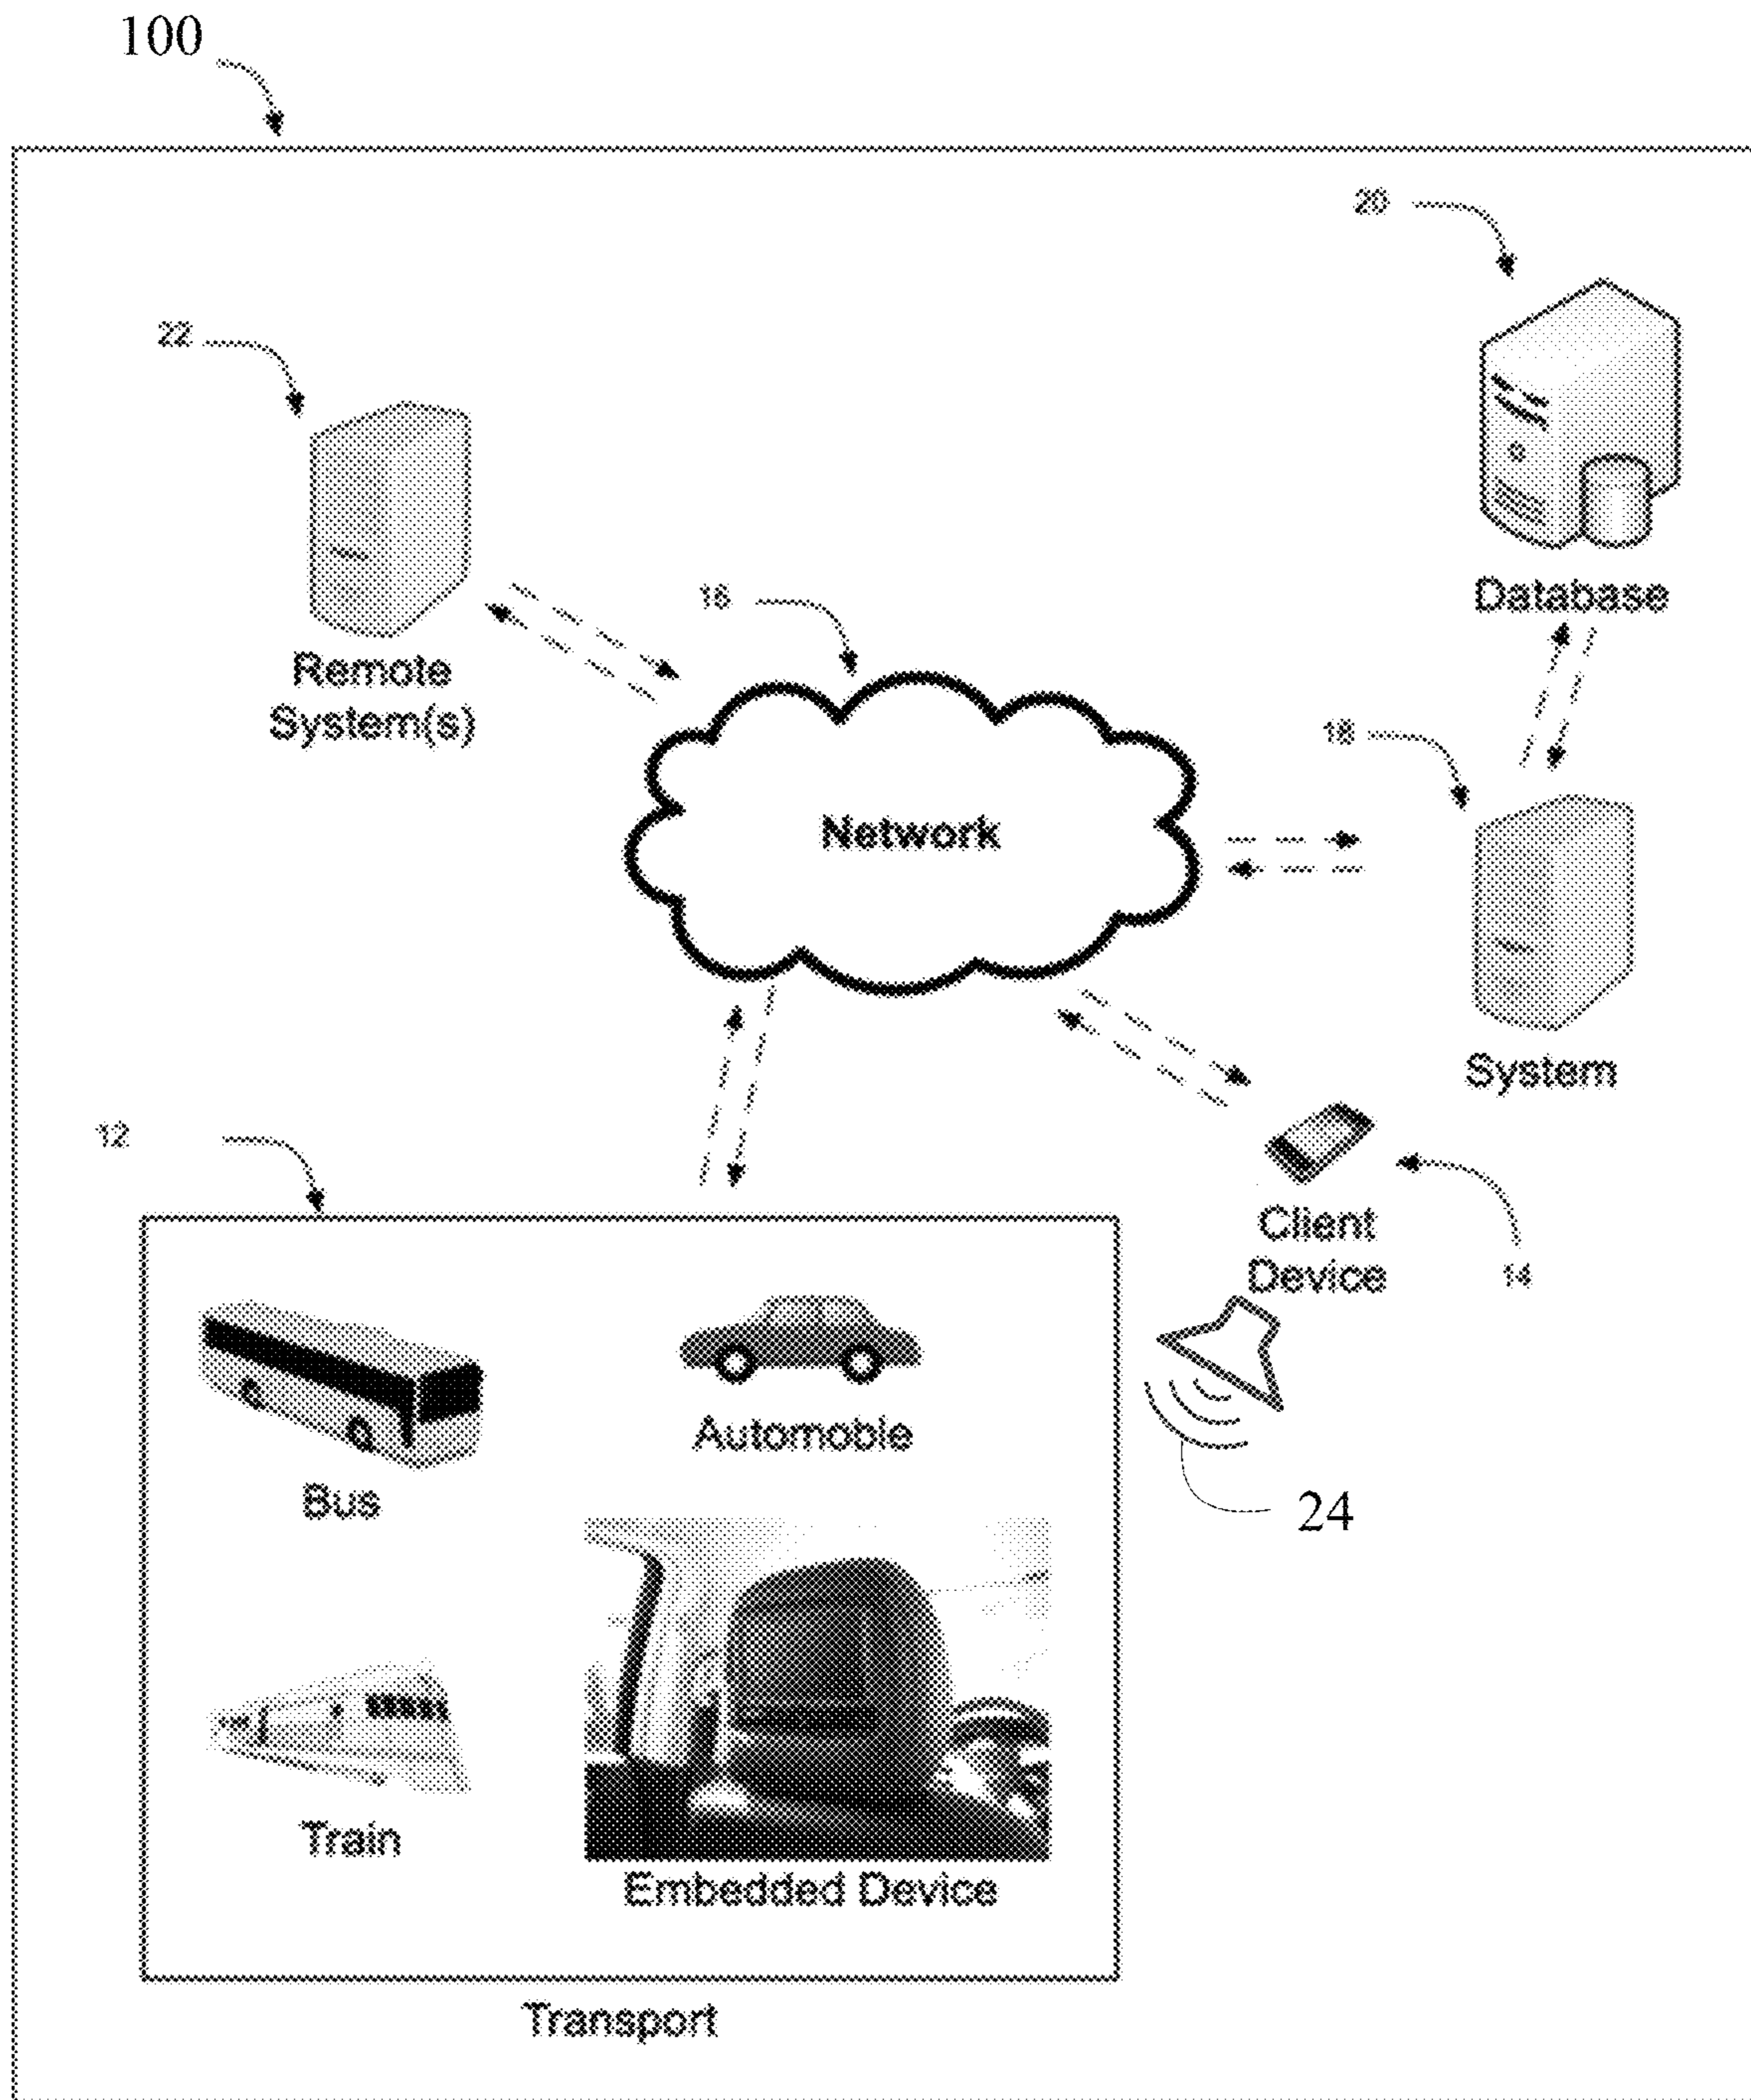 100
20
22
Database
16
Remote
System(s)
18
Network
System
12
Client
Device
14
Automobie
Bus
24
Train
Embedded Device
Transport